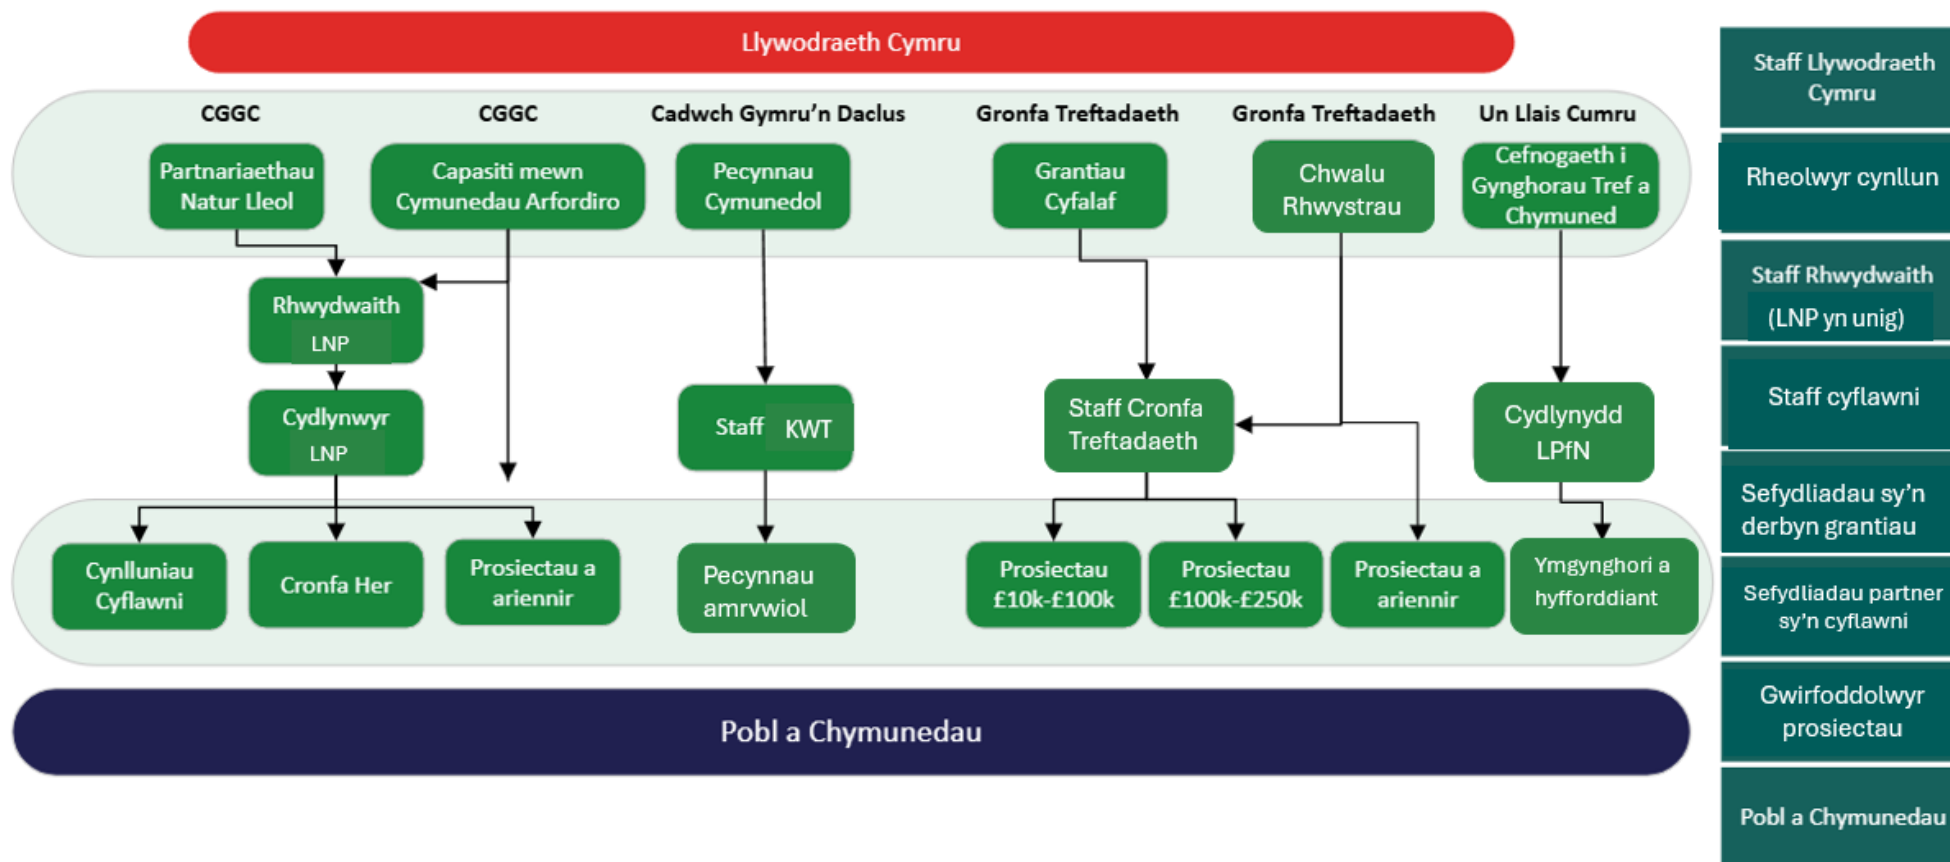 Llywodraeth Cymru
CGGC
CGGC
Cadwch Gymru’n Daclus
Gronfa Treftadaeth
Gronfa Treftadaeth
Un Llais Cumru
Partnariaethau
Natur Lleol
Capasiti mewn
Cymunedau Arfordiro
Pecynnau
Cymunedol
Grantiau
Cyfalaf
Chwalu
Rhwystrau
Cefnogaeth i
Gynghorau Tref a
Chymuned
Rhwydwaith
LNP
Cydlynwyr
LNP
Staff KWT
Staff Cronfa
Treftadaeth
Cydlynydd
LPfN
Cynlluniau
Cyflawni
Cronfa Her
Prosiectau a
ariennir
Pecynnau
amrvwiol
Prosiectau
£10k-£100k
Prosiectau
£100k-£250k
Prosiectau a
ariennir
Ymgynghori a
hyfforddiant
Pobl a Chymunedau
Staff Llywodraeth
Cymru
Rheolwyr cynllun
Staff Rhwydwaith
(LNP yn unig)
Staff cyflawni
Sefydliadau sy’n
derbyn grantiau
Sefydliadau partner
sy’n cyflawni
Gwirfoddolwyr
prosiectau
Pobl a Chymunedau